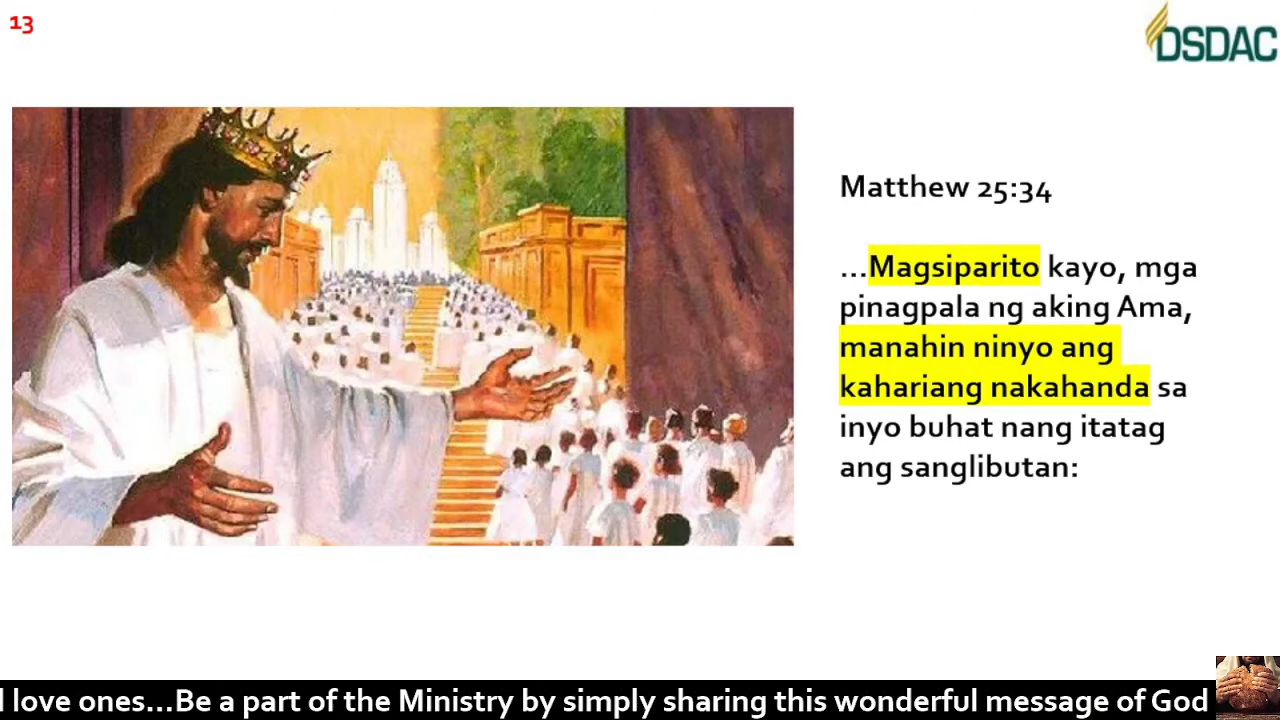 13
DSDAC
Matthew 25:34
...Magsiparito kayo, mga
pinagpala ng aking Ama,
manahin ninyo ang
kahariang nakahanda sa
inyo buhat nang itatag
ang sanglibutan:
love ones...Be a part of the Ministry by simply sharing this wonderful message of God